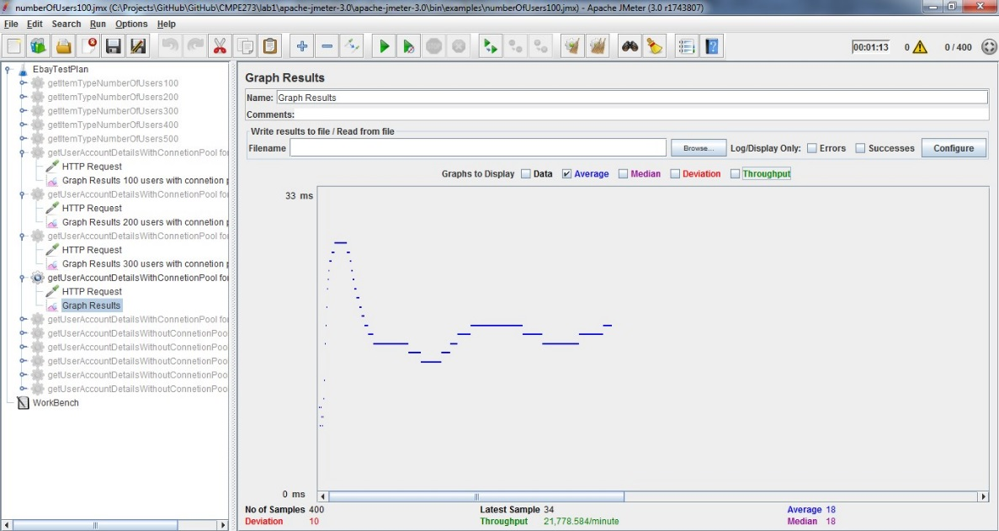 numberOfUsers100.jmx (C:\Projects\GitHub\GitHub\CMPE273\lab1\apache-jmeter-3.0\apache-jmeter-3.0\bin\examples\numberOfUsers100.jmx) - Apache JMeter (3.0 r1743807)
File Edit Search Run Options Help
00:01:13 0 0 / 400
EbayTestPlan
getItemTypeNumberOfUsers100
getItemTypeNumberOfUsers200
getItemTypeNumberOfUsers300
getItemTypeNumberOfUsers400
getItemTypeNumberOfUsers500
getUserAccountDetailsWithConnetionPool for
HTTP Request
Graph Results 100 users with connetion p
getUserAccountDetailsWithConnetionPool for
HTTP Request
Graph Results 200 users with connetion p
getUserAccountDetailsWithConnetionPool for
HTTP Request
Graph Results 300 users with connetion p
getUserAccountDetailsWithConnetionPool for
HTTP Request
Graph Results
getUserAccountDetailsWithConnetionPool for
getUserAccountDetailsWithoutConnetionPoo
getUserAccountDetailsWithoutConnetionPoo
getUserAccountDetailsWithoutConnetionPoo
getUserAccountDetailsWithoutConnetionPoo
getUserAccountDetailsWithoutConnetionPoo
WorkBench
Graph Results
Name: Graph Results
Comments:
Write results to file / Read from file
Filename Browse... Log/Display Only: Errors Successes Configure
Graphs to Display Data Average Median Deviation Throughput
33 ms
0 ms
No of Samples 400 Latest Sample 34 Average 18
Deviation 10 Throughput 21,778.584/minute Median 18